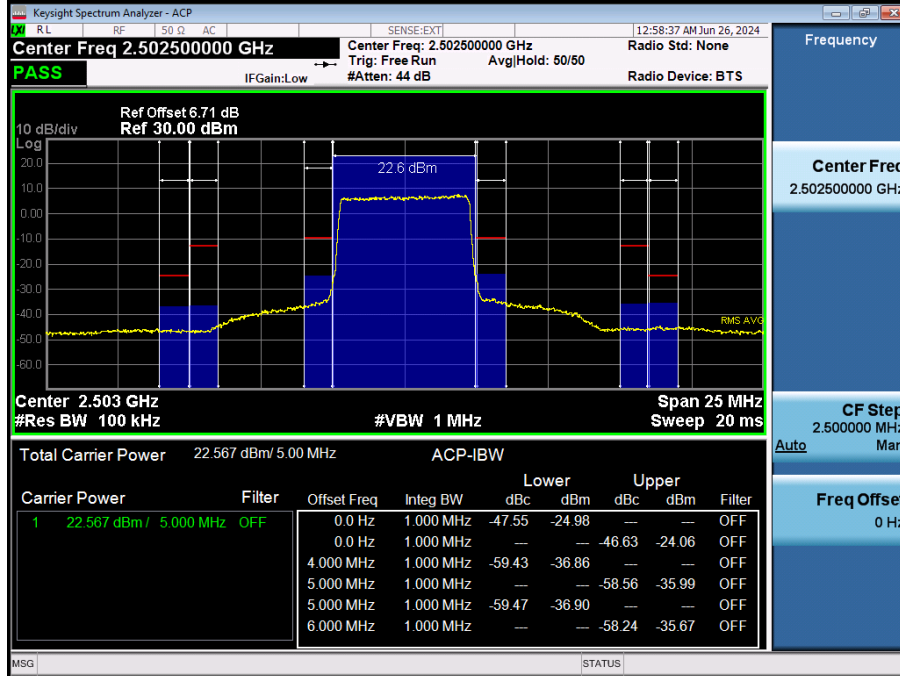 Keysight Spectrum Analyzer - ACP
LXI RL RF 50 Ω AC SENSE:EXT 12:58:37 AM Jun 26, 2024
Center Freq 2.502500000 GHz
Center Freq: 2.502500000 GHz Radio Std: None
Trig: Free Run Avg|Hold: 50/50
PASS IFGain:Low #Atten: 44 dB Radio Device: BTS
Ref Offset 6.71 dB
10 dB/div Ref 30.00 dBm
Log
20.0
10.0
0.00
-10.0
-20.0
-30.0
-40.0
-50.0
-60.0
22.6 dBm
RMS AVG
Center 2.503 GHz Span 25 MHz
#Res BW 100 kHz #VBW 1 MHz Sweep 20 ms
Total Carrier Power 22.567 dBm/ 5.00 MHz ACP-IBW
Lower Upper
Carrier Power Filter Offset Freq Integ BW dBc dBm dBc dBm Filter
1 22.567 dBm / 5.000 MHz OFF
0.0 Hz 1.000 MHz -47.55 -24.98 --- --- OFF
0.0 Hz 1.000 MHz --- --- -46.63 -24.06 OFF
4.000 MHz 1.000 MHz -59.43 -36.86 --- --- OFF
5.000 MHz 1.000 MHz --- --- -58.56 -35.99 OFF
5.000 MHz 1.000 MHz -59.47 -36.90 --- --- OFF
6.000 MHz 1.000 MHz --- --- -58.24 -35.67 OFF
MSG STATUS
Frequency
Center Freq
2.502500000 GHz
CF Step
2.500000 MHz
Auto Man
Freq Offset
0 Hz